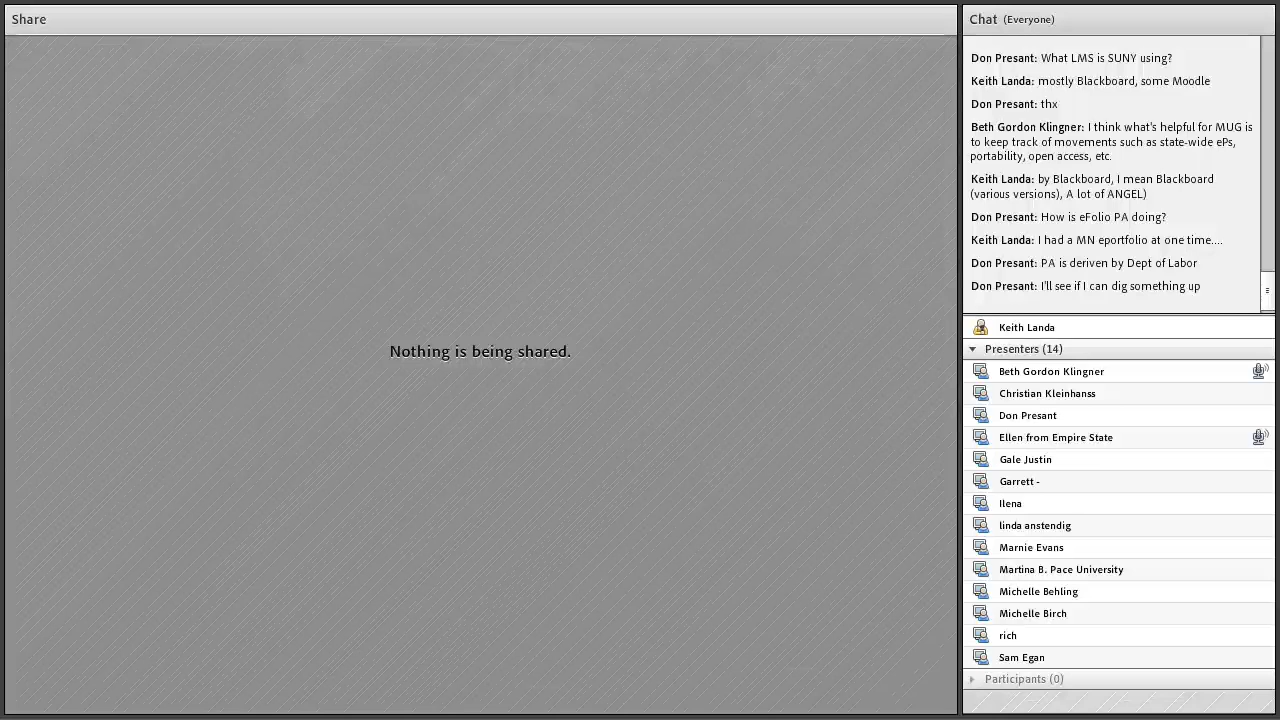 Share
Nothing is being shared.
Chat (Everyone)
Don Presant: What LMS is SUNY using?
Keith Landa: mostly Blackboard, some Moodle
Don Presant: thx
Beth Gordon Klingner: I think what's helpful for MUG is
to keep track of movements such as state-wide ePs,
portability, open access, etc.
Keith Landa: by Blackboard, I mean Blackboard
(various versions), A lot of ANGEL)
Don Presant: How is eFolio PA doing?
Keith Landa: I had a MN eportfolio at one time....
Don Presant: PA is derived by Dept of Labor
Don Presant: I'll see if I can dig something up
Keith Landa
Presenters (14)
Beth Gordon Klingner
Christian Kleinhanss
Don Presant
Ellen from Empire State
Gale Justin
Garrett -
Ilena
linda anstendig
Marnie Evans
Martina B. Pace University
Michelle Behling
Michelle Birch
rich
Sam Egan
Participants (0)